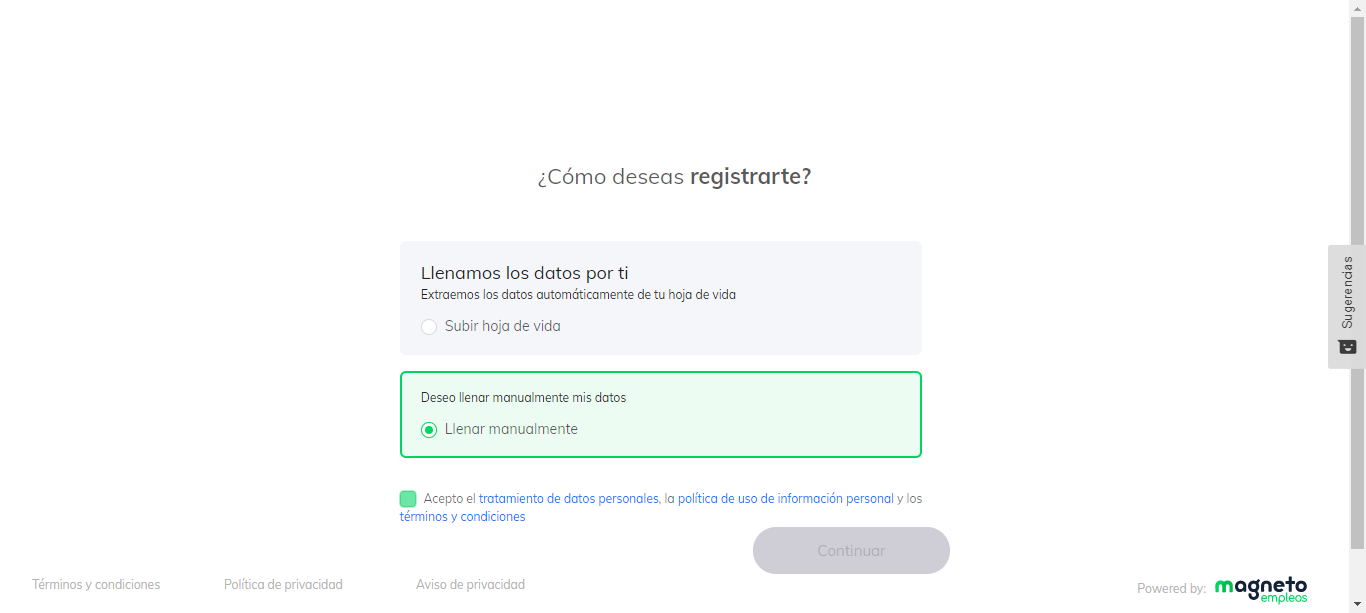 ¿Cómo deseas registrarte?
Llenamos los datos por ti
Extraemos los datos automáticamente de tu hoja de vida
Subir hoja de vida
Sugerencias
Deseo llenar manualmente mis datos
Llenar manualmente
Acepto el tratamiento de datos personales, la política de uso de información personal y los
términos y condiciones
Continuar
Términos y condiciones
Política de privacidad
Aviso de privacidad
Powered by:
magneto
empleos